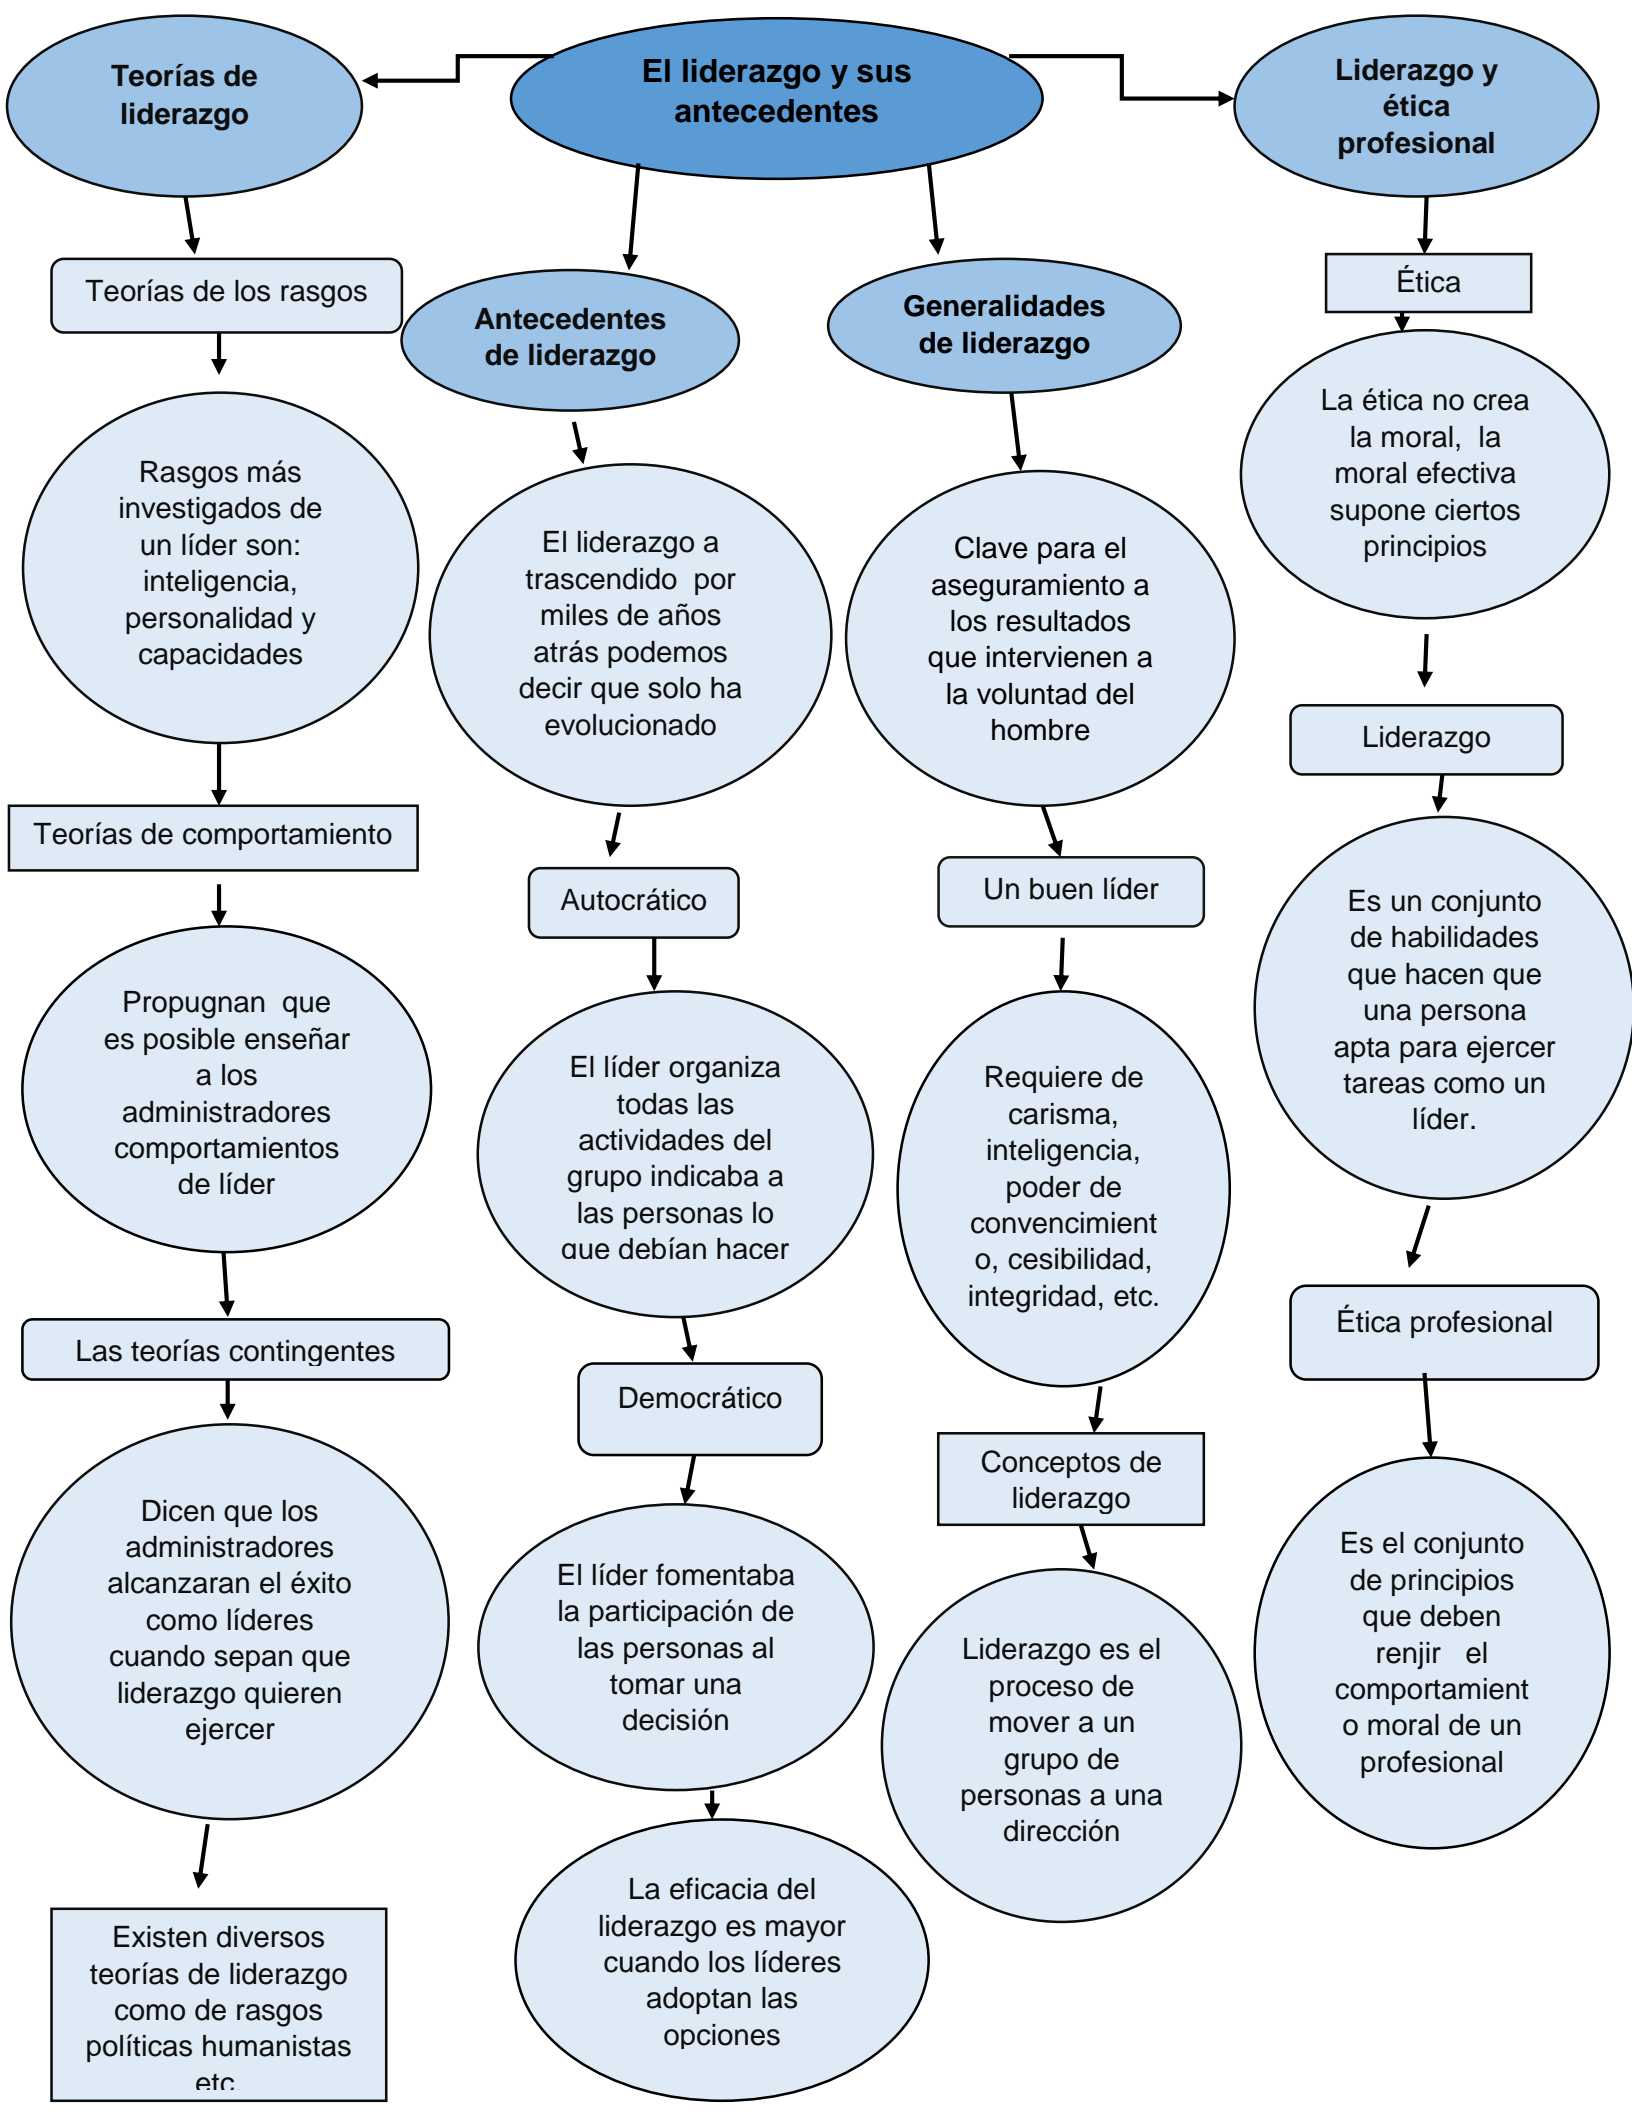 El liderazgo y sus
antecedentes
Teorías de
liderazgo
Teorías de los rasgos
Rasgos más
investigados de
un líder son:
inteligencia,
personalidad y
capacidades
Teorías de comportamiento
Propugnan que
es posible enseñar
a los
administradores
comportamientos
de líder
Las teorías contingentes
Dicen que los
administradores
alcanzaran el éxito
como líderes
cuando sepan que
liderazgo quieren
ejercer
Existen diversos
teorías de liderazgo
como de rasgos
políticas humanistas
etc.
Antecedentes
de liderazgo
El liderazgo a
trascendido por
miles de años
atrás podemos
decir que solo ha
evolucionado
Autocrático
El líder organiza
todas las
actividades del
grupo indicaba a
las personas lo
que debían hacer
Democrático
El líder fomentaba
la participación de
las personas al
tomar una
decisión
La eficacia del
liderazgo es mayor
cuando los líderes
adoptan las
opciones
Generalidades
de liderazgo
Clave para el
aseguramiento a
los resultados
que intervienen a
la voluntad del
hombre
Un buen líder
Requiere de
carisma,
inteligencia,
poder de
convencimient
o, cesibilidad,
integridad, etc.
Conceptos de
liderazgo
Liderazgo es el
proceso de
mover a un
grupo de
personas a una
dirección
Liderazgo y
ética
profesional
Ética
La ética no crea
la moral, la
moral efectiva
supone ciertos
principios
Liderazgo
Es un conjunto
de habilidades
que hacen que
una persona
apta para ejercer
tareas como un
líder.
Ética profesional
Es el conjunto
de principios
que deben
renjir el
comportamient
o moral de un
profesional